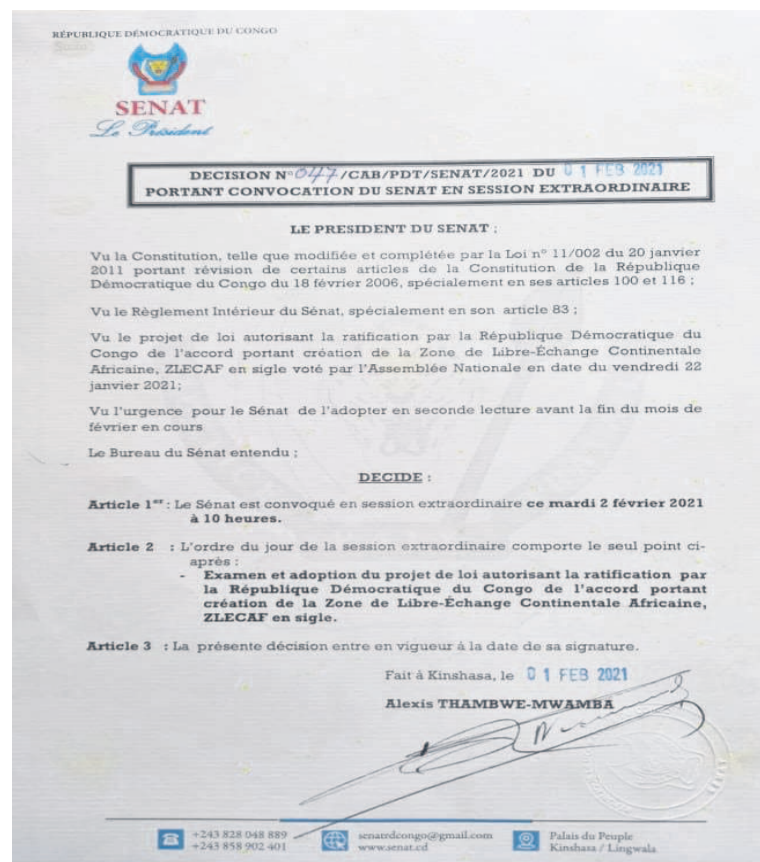 RÉPUBLIQUE DÉMOCRATIQUE DU CONGO
SENAT
Le Président
DECISION N° 047/CAB/PDT/SENAT/2021 DU 01 FEB 2021
PORTANT CONVOCATION DU SENAT EN SESSION EXTRAORDINAIRE
LE PRESIDENT DU SENAT ;
Vu la Constitution, telle que modifiée et complétée par la Loi n° 11/002 du 20 janvier
2011 portant révision de certains articles de la Constitution de la République
Démocratique du Congo du 18 février 2006, spécialement en ses articles 100 et 116 ;
Vu le Règlement Intérieur du Sénat, spécialement en son article 83 ;
Vu le projet de loi autorisant la ratification par la République Démocratique du
Congo de l'accord portant création de la Zone de Libre-Échange Continentale
Africaine, ZLECAF en sigle voté par l'Assemblée Nationale en date du vendredi 22
janvier 2021;
Vu l'urgence pour le Sénat de l'adopter en seconde lecture avant la fin du mois de
février en cours
Le Bureau du Sénat entendu ;
DECIDE :
Article 1er : Le Sénat est convoqué en session extraordinaire ce mardi 2 février 2021
à 10 heures.
Article 2 : L'ordre du jour de la session extraordinaire comporte le seul point ci-
après :
- Examen et adoption du projet de loi autorisant la ratification par
la République Démocratique du Congo de l'accord portant
création de la Zone de Libre-Échange Continentale Africaine,
ZLECAF en sigle.
Article 3 : La présente décision entre en vigueur à la date de sa signature.
Fait à Kinshasa, le 01 FEB 2021
Alexis THAMBWE-MWAMBA
+243 828 048 889
+243 858 902 401
senatrdcongo@gmail.com
www.senat.cd
Palais du Peuple
Kinshasa / Lingwala